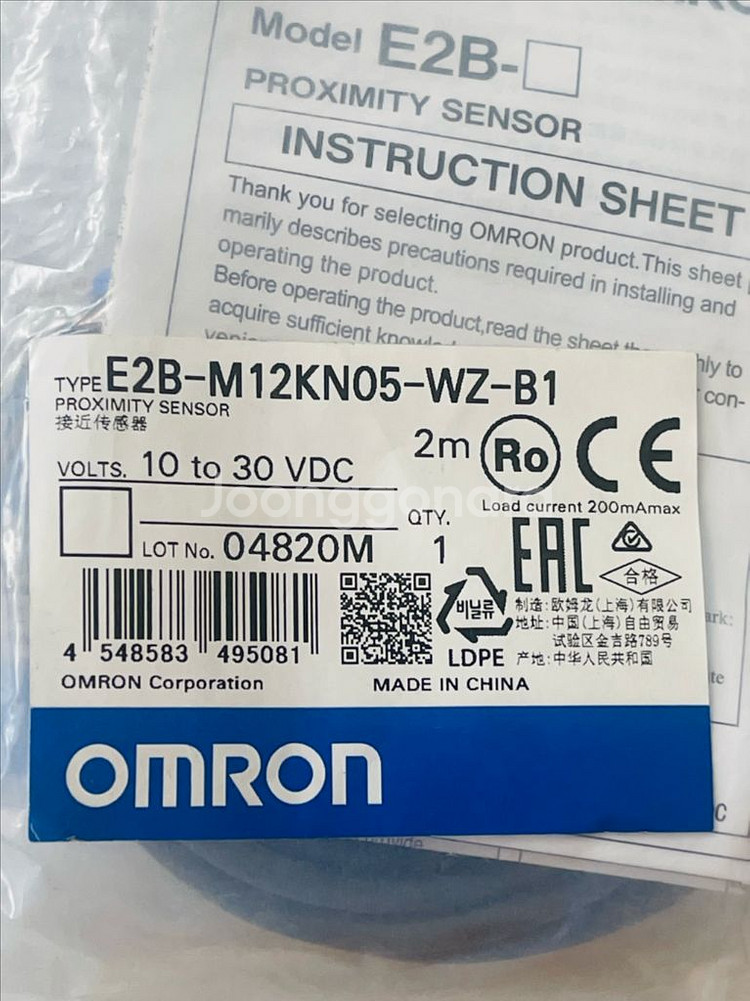 Model E2B-□
PROXIMITY SENSOR
INSTRUCTION SHEET
Thank you for selecting OMRON product.This sheet
marily describes precautions required in installing and
operating the product.
Before operating the product,read the sheet
acquire sufficient
nly to
con-
TYPE E2B-M12KN05-WZ-B1
PROXIMITY SENSOR
接近传感器
2m Ro CE
VOLTS. 10 to 30 VDC
Load current 200mAmax
Joonggonara
QTY.
LOT No. 04820M 1
EAC
合格
비닐류
LDPE
制造: 欧姆龙(上海)有限公司
地址: 中国(上海)自由贸易
试验区金吉路789号
产地: 中华人民共和国
4 548583 495081
OMRON Corporation MADE IN CHINA
OMRON
ark:
te
C